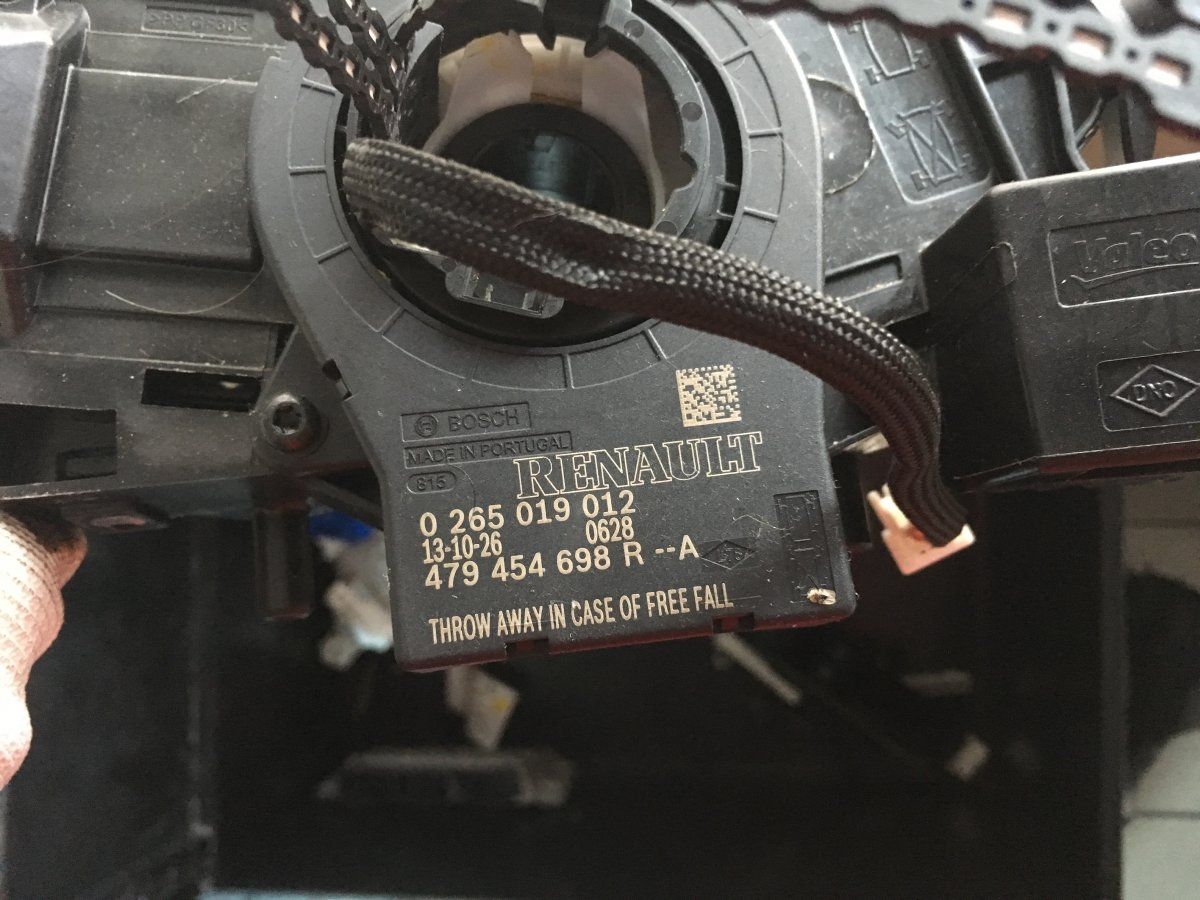 BOSCH
MADE IN PORTUGAL
815
RENAULT
0 265 019 012
13-10-26 0628
479 454 698 R --A
THROW AWAY IN CASE OF FREE FALL
Valeo